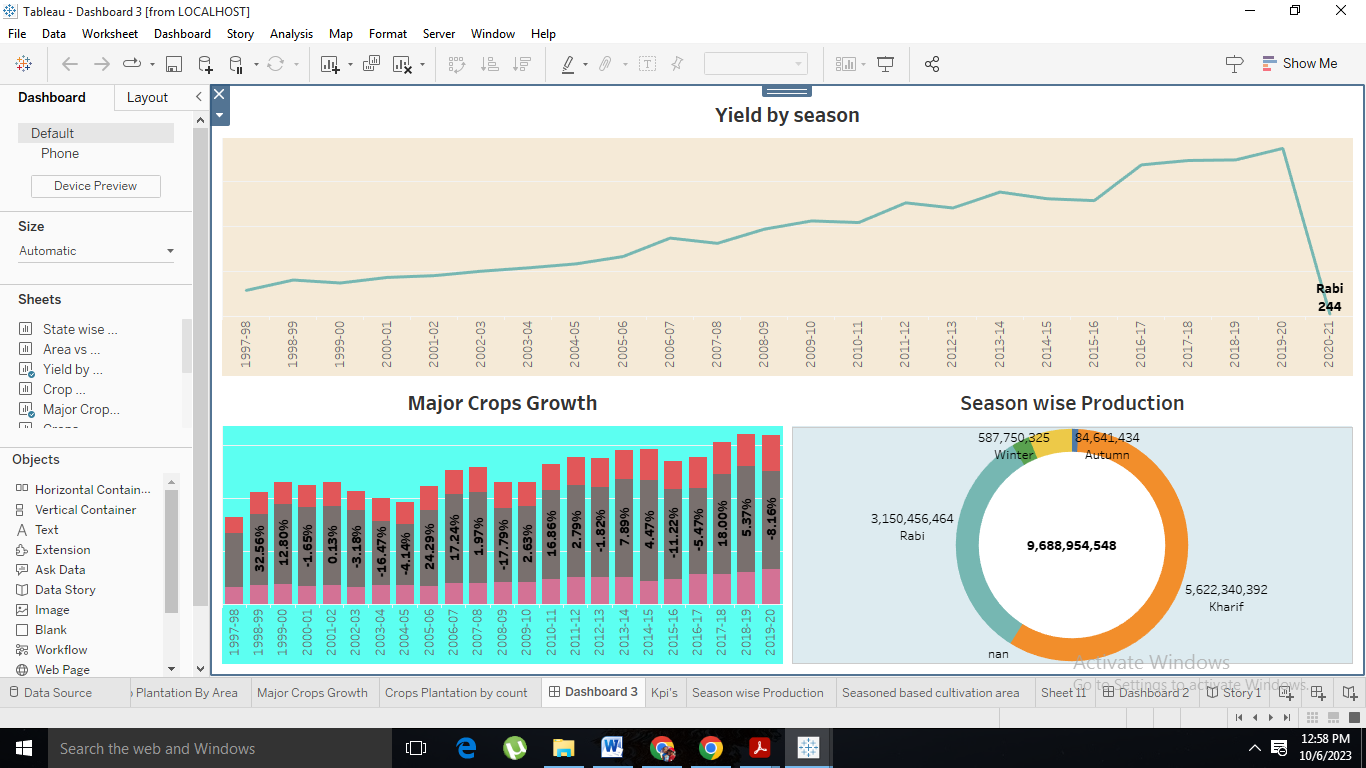 Tableau - Dashboard 3 [from LOCALHOST]
File Data Worksheet Dashboard Story Analysis Map Format Server Window Help
Show Me
Dashboard Layout
Default
Phone
Device Preview
Size
Automatic
Sheets
State wise ...
Area vs ...
Yield by ...
Crop ...
Major Crop...
Objects
Horizontal Contain...
Vertical Container
Text
Extension
Ask Data
Data Story
Image
Blank
Workflow
Web Page
Yield by season
Rabi
244
1997-98 1998-99 1999-00 2000-01 2001-02 2002-03 2003-04 2004-05 2005-06 2006-07 2007-08 2008-09 2009-10 2010-11 2011-12 2012-13 2013-14 2014-15 2015-16 2016-17 2017-18 2018-19 2019-20 2020-21
Major Crops Growth
32.56% 12.80% -1.65% 0.13% -3.18% -16.47% -4.14% 24.29% 17.24% 1.97% -17.79% 2.63% 16.86% 2.79% -1.82% 7.89% 4.47% -11.22% -5.47% 18.00% 5.37% -8.16%
1997-98 1998-99 1999-00 2000-01 2001-02 2002-03 2003-04 2004-05 2005-06 2006-07 2007-08 2008-09 2009-10 2010-11 2011-12 2012-13 2013-14 2014-15 2015-16 2016-17 2017-18 2018-19 2019-20
Season wise Production
587,750,325
Winter
84,641,434
Autumn
3,150,456,464
Rabi
9,688,954,548
5,622,340,392
Kharif
nan
Activate Windows
Go to Settings to activate Windows.
Data Source Plantation By Area Major Crops Growth Crops Plantation by count Dashboard 3 Kpi's Season wise Production Seasoned based cultivation area Sheet 11 Dashboard 2 Story 1
Search the web and Windows
12:58 PM
10/6/2023